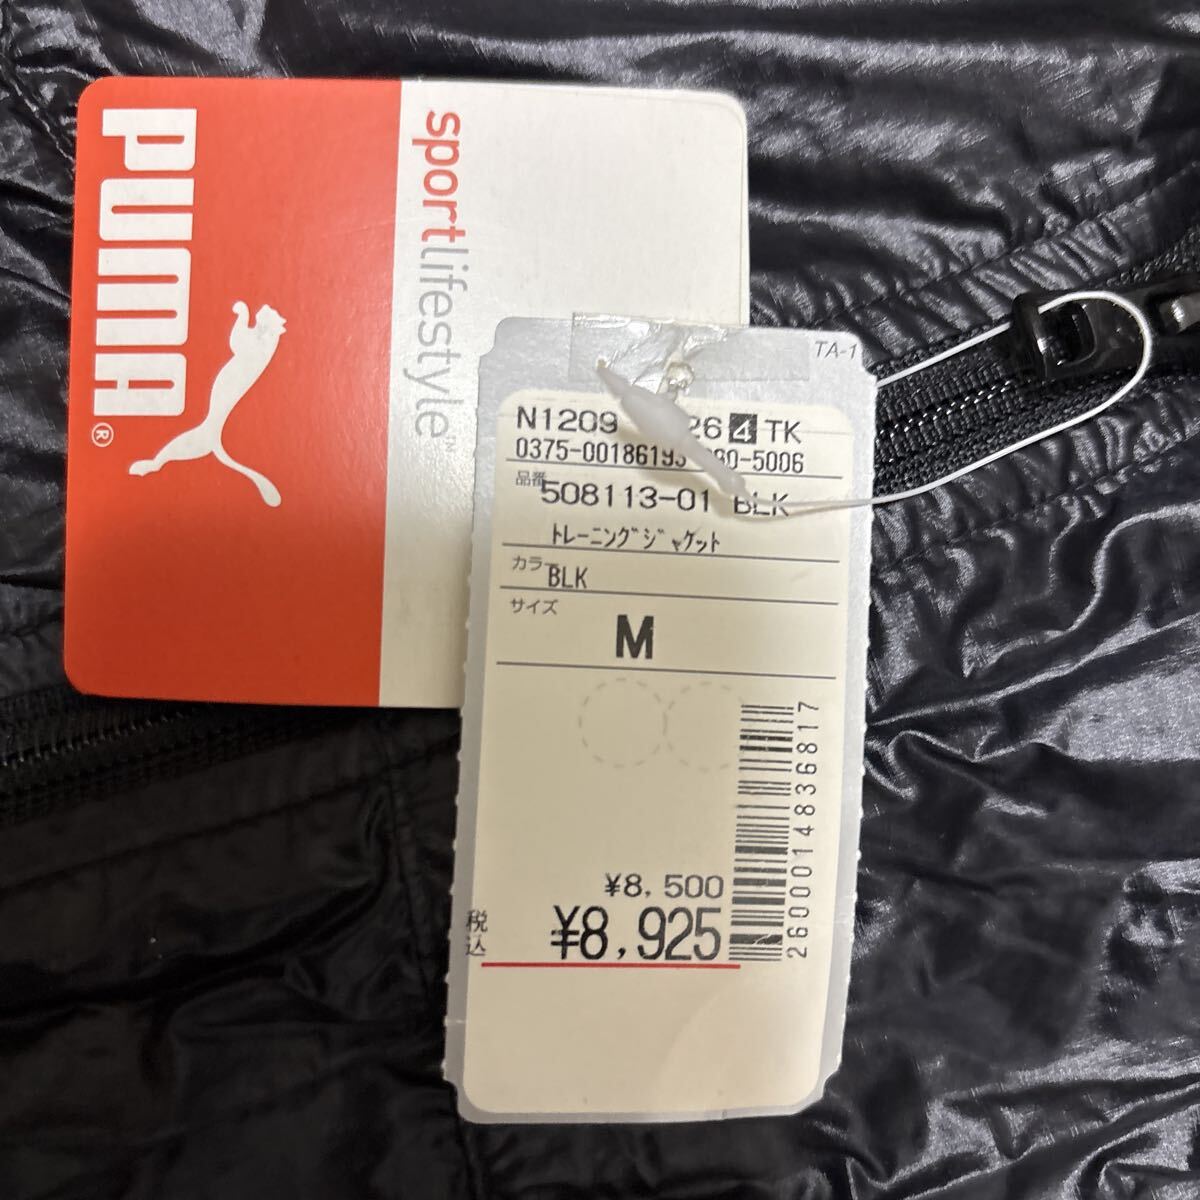 PUMA®
sportlifestyle™
TA-1
N1209 26 4 TK
0375-00186193 -5006
品番 508113-01 BLK
トレーニングジャケット
カラー BLK
サイズ
M
¥8,500
税込 ¥8,925
2600014836817